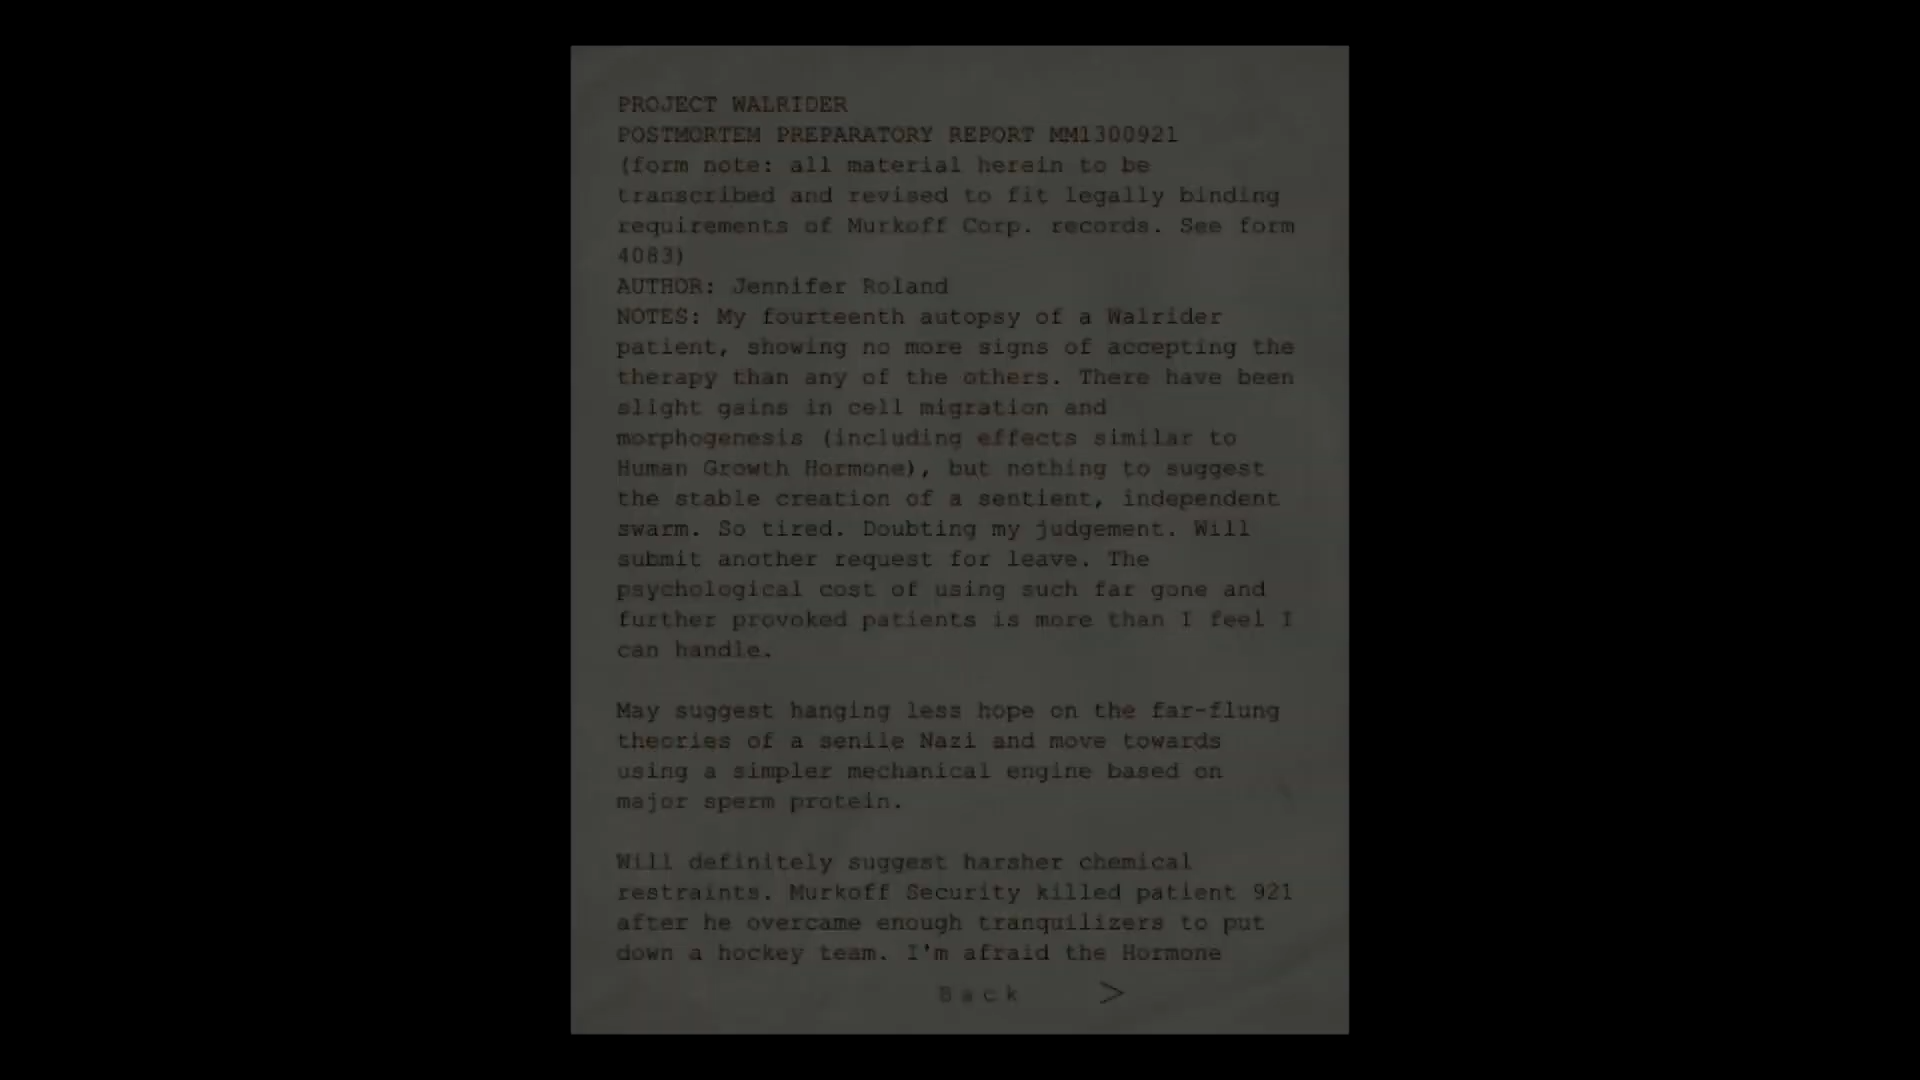 PROJECT WALRIDER
POSTMORTEM PREPARATORY REPORT MM1300921
(form note: all material herein to be
transcribed and revised to fit legally binding
requirements of Murkoff Corp. records. See form
4083)
AUTHOR: Jennifer Roland
NOTES: My fourteenth autopsy of a Walrider
patient, showing no more signs of accepting the
therapy than any of the others. There have been
slight gains in cell migration and
morphogenesis (including effects similar to
Human Growth Hormone), but nothing to suggest
the stable creation of a sentient, independent
swarm. So tired. Doubting my judgement. Will
submit another request for leave. The
psychological cost of using such far gone and
further provoked patients is more than I feel I
can handle.

May suggest hanging less hope on the far-flung
theories of a senile Nazi and move towards
using a simpler mechanical engine based on
major sperm protein.

Will definitely suggest harsher chemical
restraints. Murkoff Security killed patient 921
after he overcame enough tranquilizers to put
down a hockey team. I'm afraid the Hormone
Back >